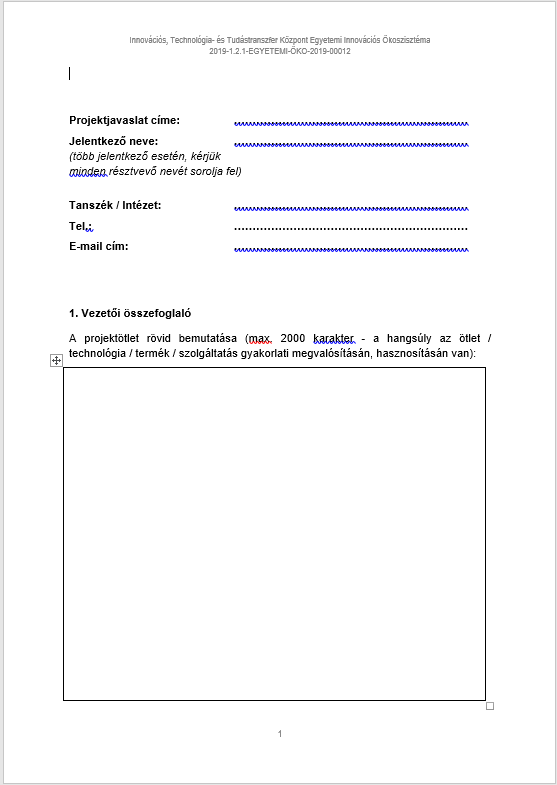 Innovációs, Technológia- és Tudástranszfer Központ Egyetemi Innovációs Ökoszisztéma
2019-1.2.1-EGYETEMI-ÖKO-2019-00012
Projektjavaslat címe: ................................................................
Jelentkező neve: ................................................................
(több jelentkező esetén, kérjük
minden résztvevő nevét sorolja fel)
Tanszék / Intézet: ................................................................
Tel.: ................................................................
E-mail cím: ................................................................
1. Vezetői összefoglaló
A projektötlet rövid bemutatása (max. 2000 karakter - a hangsúly az ötlet /
technológia / termék / szolgáltatás gyakorlati megvalósításán, hasznosításán van):
1